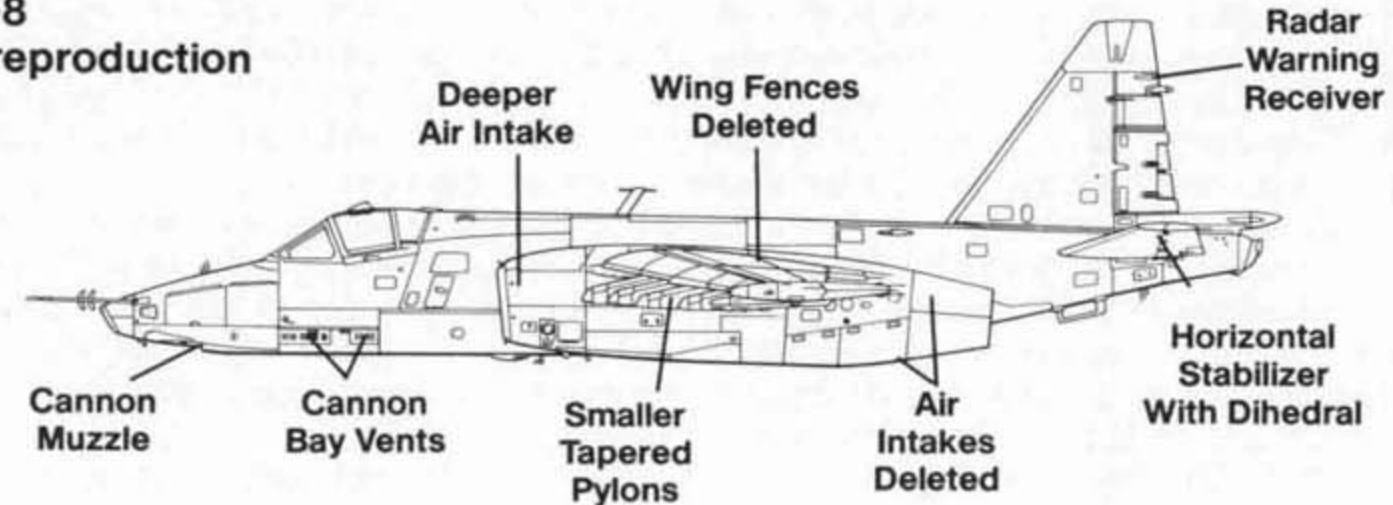 8
reproduction
Deeper
Air Intake
Wing Fences
Deleted
Radar
Warning
Receiver
Cannon
Muzzle
Cannon
Bay Vents
Smaller
Tapered
Pylons
Air
Intakes
Deleted
Horizontal
Stabilizer
With Dihedral